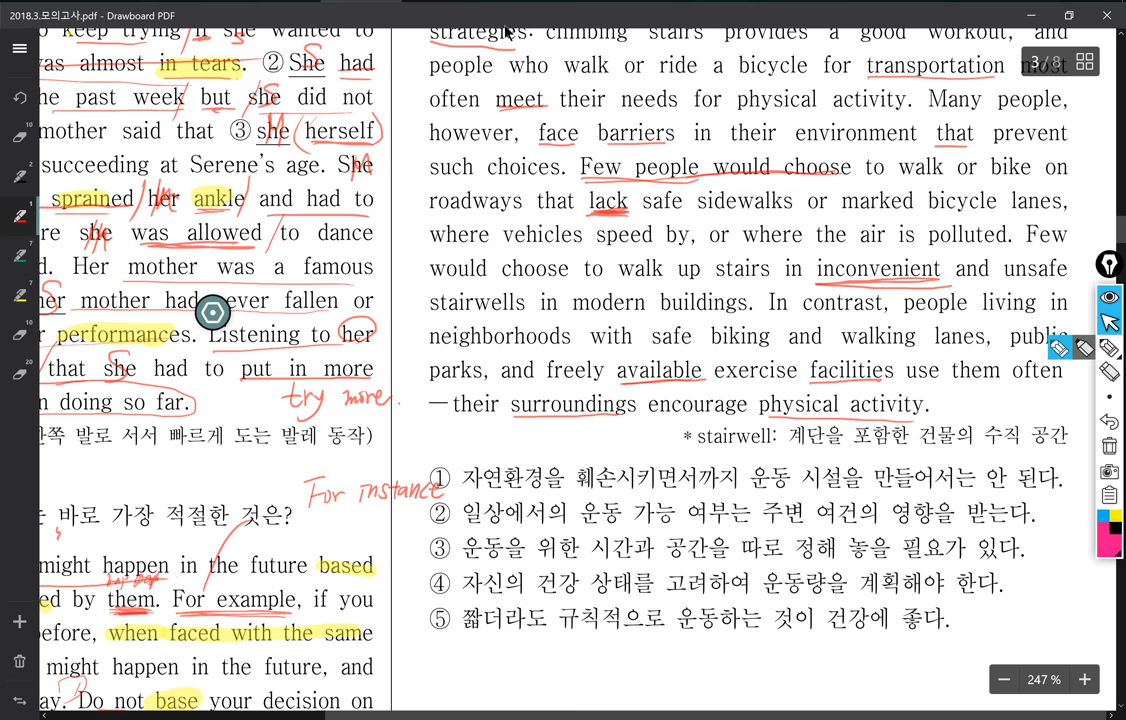 2018.3.모의고사.pdf - Drawboard PDF
keep trying if she wanted to
was almost in tears. ② She had
the past week but she did not
mother said that ③ she herself
succeeding at Serene's age. She
sprained her ankle and had to
she was allowed to dance
Her mother was a famous
her mother had ever fallen or
performances. Listening to her
that she had to put in more
doing so far.
try more.
발로 서서 빠르게 도는 발레 동작)
For instance
바로 가장 적절한 것은?
might happen in the future based
by them. For example, if you
before, when faced with the same
might happen in the future, and
Do not base your decision on
strategies: climbing stairs provides a good workout, and
people who walk or ride a bicycle for transportation most
often meet their needs for physical activity. Many people,
however, face barriers in their environment that prevent
such choices. Few people would choose to walk or bike on
roadways that lack safe sidewalks or marked bicycle lanes,
where vehicles speed by, or where the air is polluted. Few
would choose to walk up stairs in inconvenient and unsafe
stairwells in modern buildings. In contrast, people living in
neighborhoods with safe biking and walking lanes, public
parks, and freely available exercise facilities use them often
—their surroundings encourage physical activity.
* stairwell: 계단을 포함한 건물의 수직 공간
① 자연환경을 훼손시키면서까지 운동 시설을 만들어서는 안 된다.
② 일상에서의 운동 가능 여부는 주변 여건의 영향을 받는다.
③ 운동을 위한 시간과 공간을 따로 정해 놓을 필요가 있다.
④ 자신의 건강 상태를 고려하여 운동량을 계획해야 한다.
⑤ 짧더라도 규칙적으로 운동하는 것이 건강에 좋다.
3 / 8
247 %